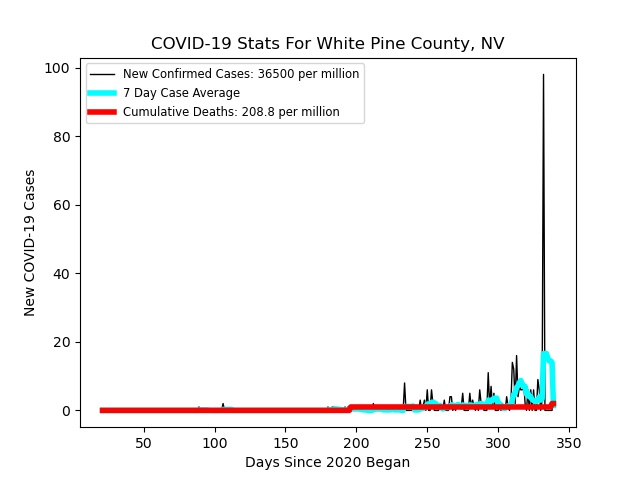 COVID-19 Stats For White Pine County, NV
New Confirmed Cases: 36500 per million
7 Day Case Average
Cumulative Deaths: 208.8 per million
New COVID-19 Cases
100
80
60
40
20
0
50 100 150 200 250 300 350
Days Since 2020 Began